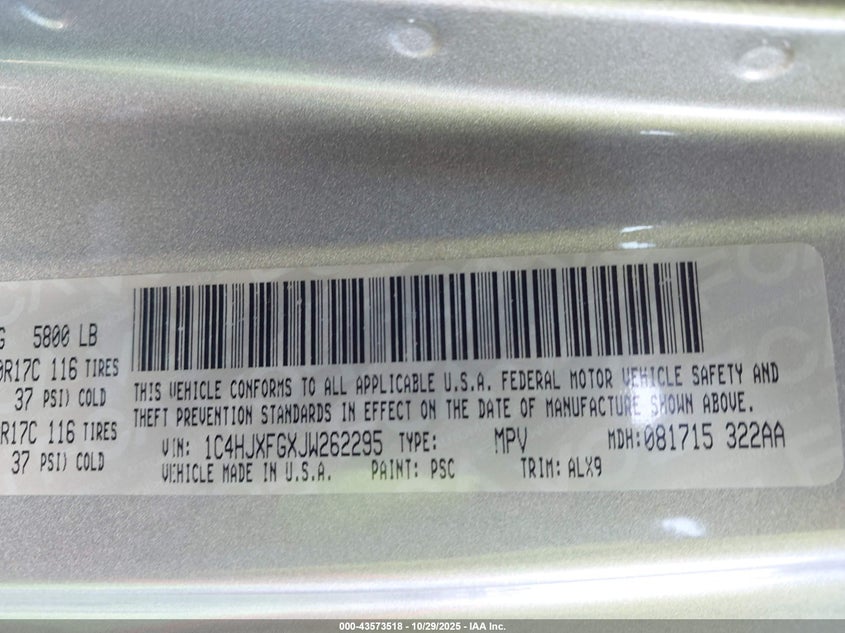 G 5800 LB
0R17C 116 TIRES
37 PSI) COLD
R17C 116 TIRES
37 PSI) COLD
THIS VEHICLE CONFORMS TO ALL APPLICABLE U.S.A. FEDERAL MOTOR VEHICLE SAFETY AND
THEFT PREVENTION STANDARDS IN EFFECT ON THE DATE OF MANUFACTURE SHOWN ABOVE.
VIN: 1C4HJXFGXJW262295 TYPE: MPV MDH:081715 322AA
VEHICLE MADE IN U.S.A. PAINT: PSC TRIM: ALX9
000-43573518 | 10/29/2025 - IAA Inc.